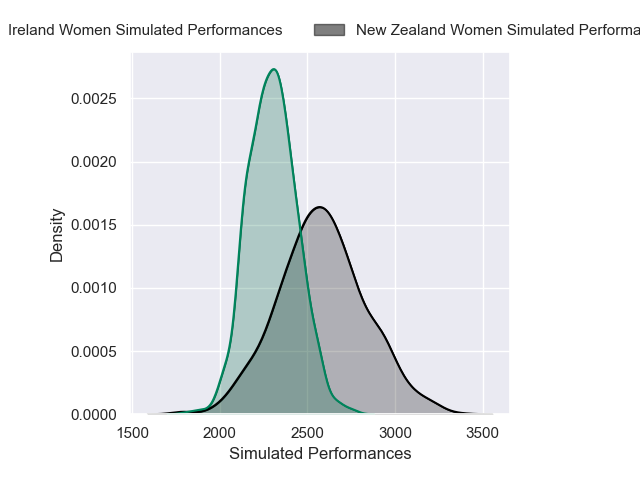 Ireland Women Simulated Performances
New Zealand Women Simulated Performa
0.0025
0.0020
0.0015
0.0010
0.0005
0.0000
Density
1500 2000 2500 3000 3500
Simulated Performances